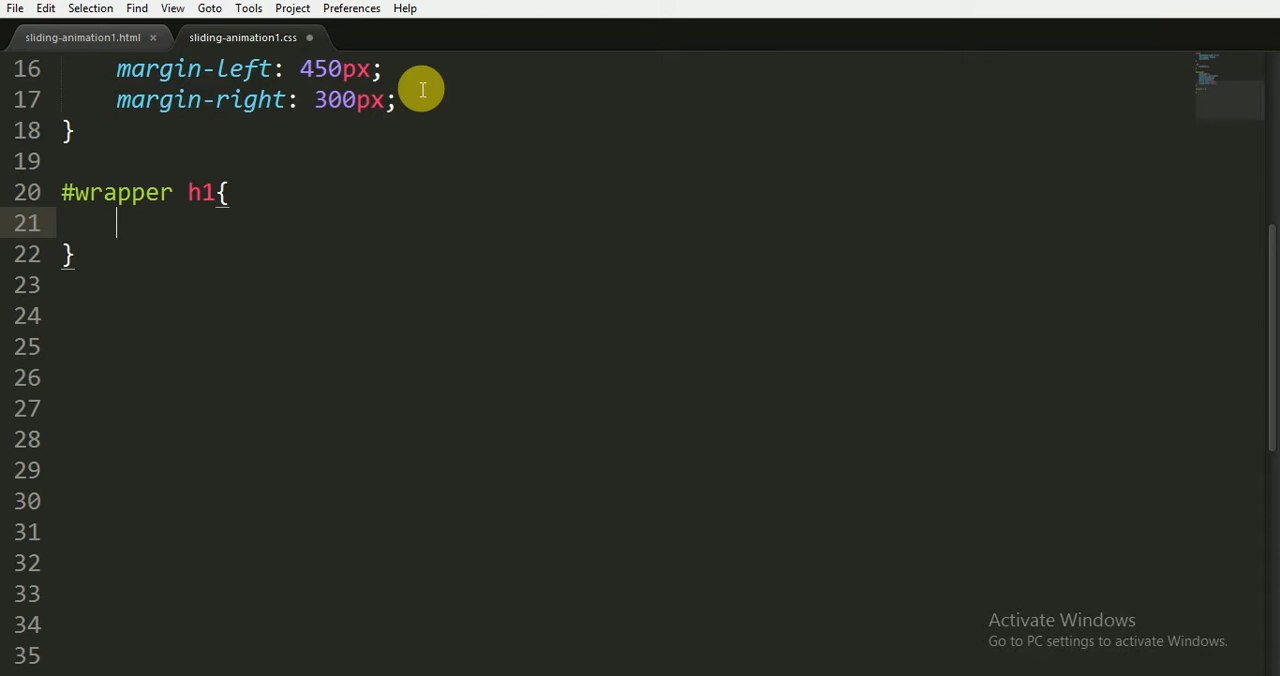 File Edit Selection Find View Goto Tools Project Preferences Help
sliding-animation1.html × sliding-animation1.css
16 margin-left: 450px;
17 margin-right: 300px;
18 }
19
20 #wrapper h1{
21
22 }
23
24
25
26
27
28
29
30
31
32
33
34
35
Activate Windows
Go to PC settings to activate Windows.